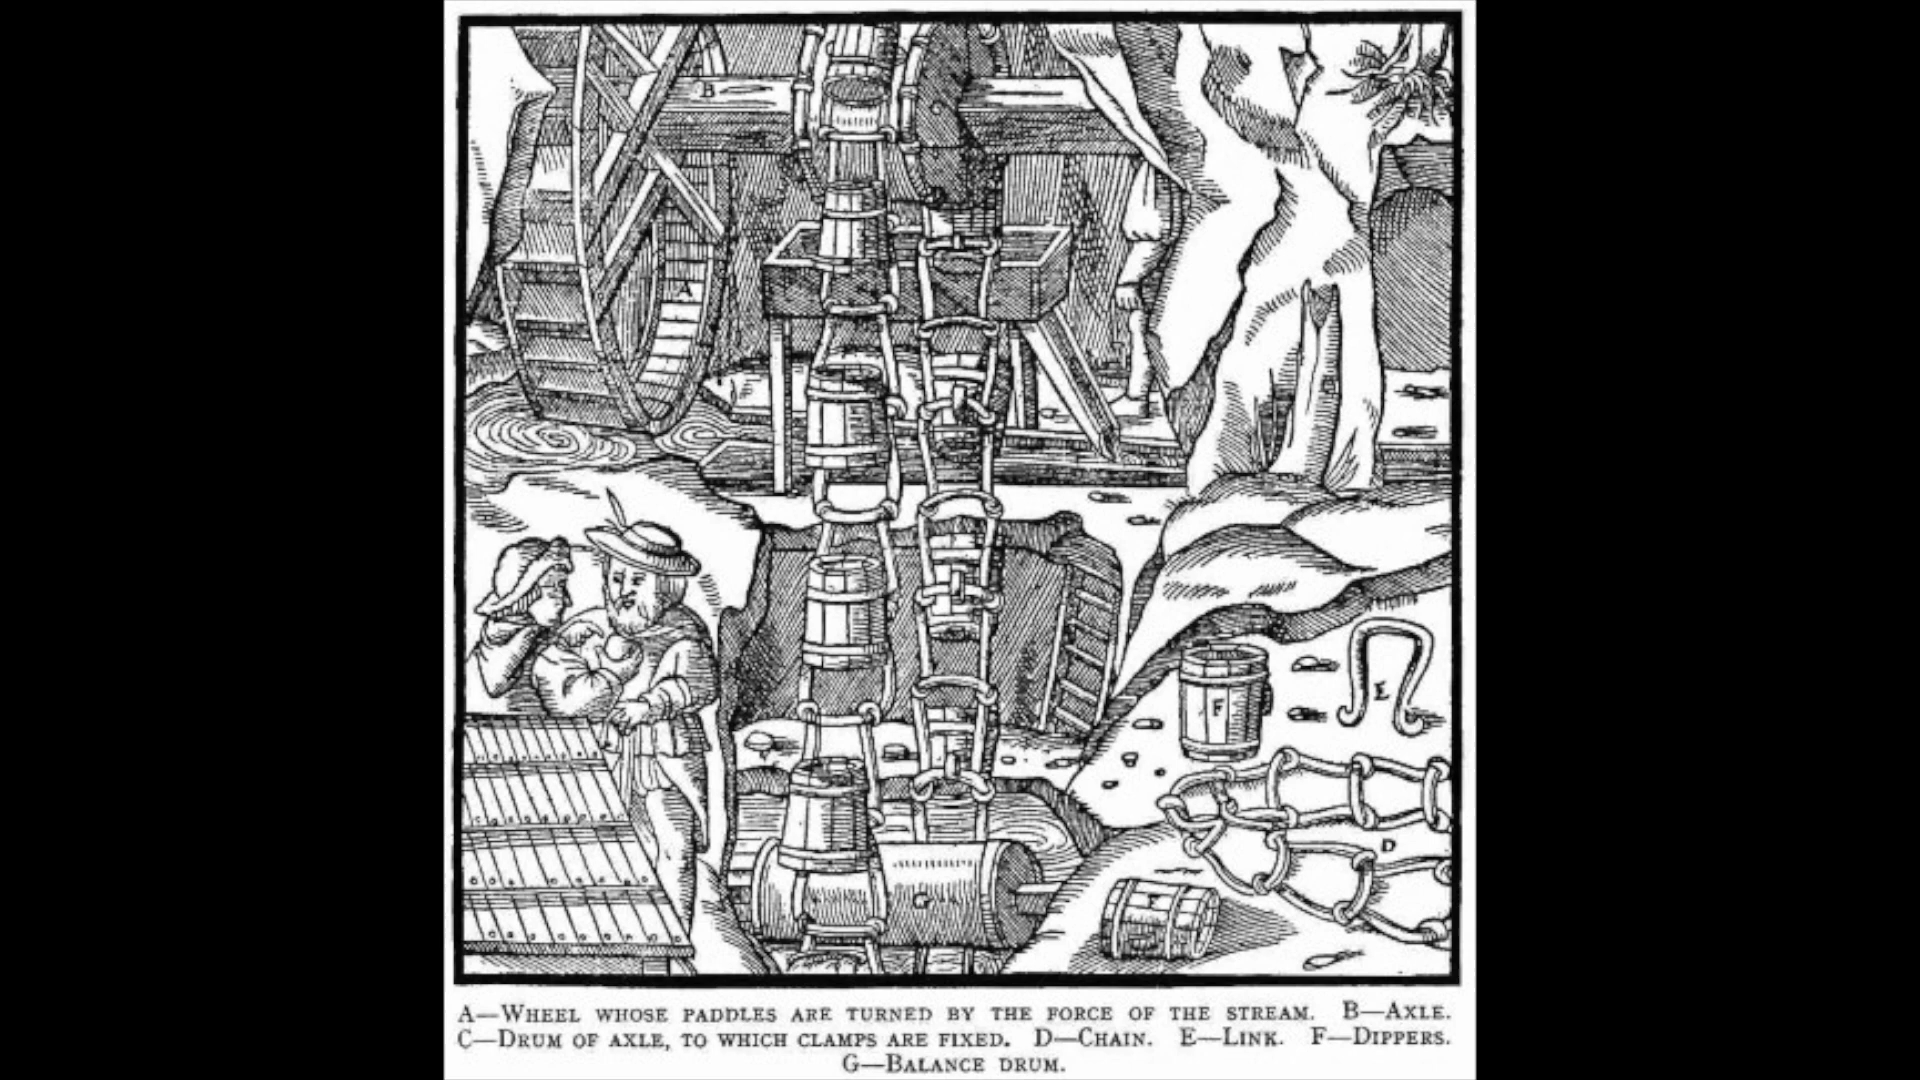 B
C
A
F
E
D
F
G
A—WHEEL WHOSE PADDLES ARE TURNED BY THE FORCE OF THE STREAM. B—AXLE.
C—DRUM OF AXLE, TO WHICH CLAMPS ARE FIXED. D—CHAIN. E—LINK. F—DIPPERS.
G—BALANCE DRUM.